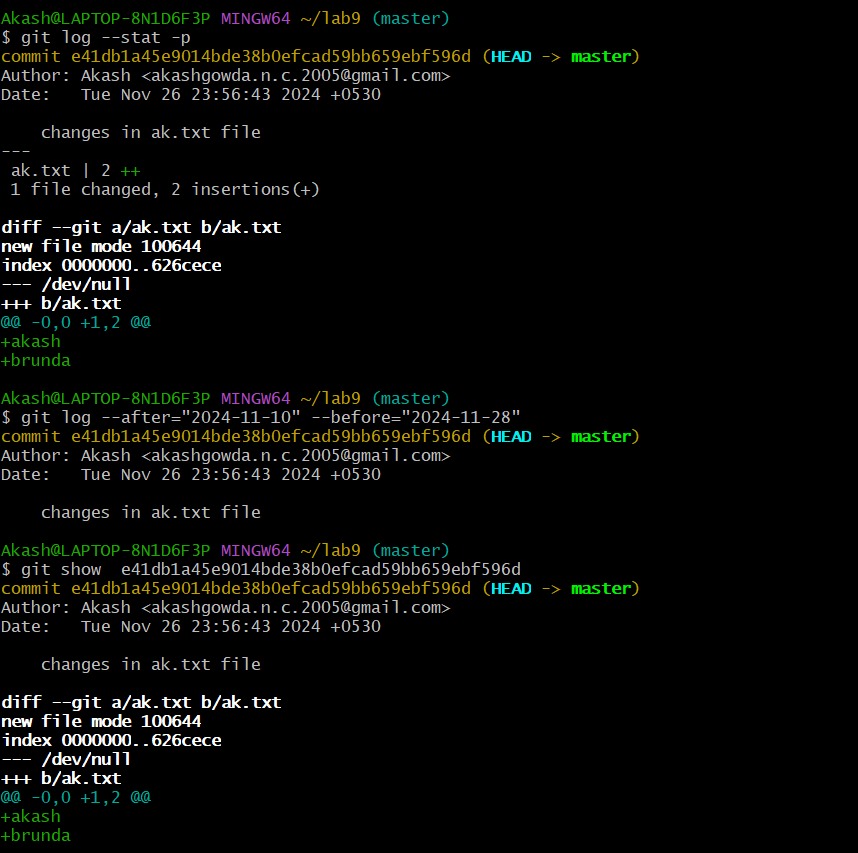 Akash@LAPTOP-8N1D6F3P MINGW64 ~/lab9 (master)
$ git log --stat -p
commit e41db1a45e9014bde38b0efcad59bb659ebf596d (HEAD -> master)
Author: Akash <akashgowda.n.c.2005@gmail.com>
Date:   Tue Nov 26 23:56:43 2024 +0530

    changes in ak.txt file
---
 ak.txt | 2 ++
 1 file changed, 2 insertions(+)

diff --git a/ak.txt b/ak.txt
new file mode 100644
index 0000000..626cece
--- /dev/null
+++ b/ak.txt
@@ -0,0 +1,2 @@
+akash
+brunda

Akash@LAPTOP-8N1D6F3P MINGW64 ~/lab9 (master)
$ git log --after="2024-11-10" --before="2024-11-28"
commit e41db1a45e9014bde38b0efcad59bb659ebf596d (HEAD -> master)
Author: Akash <akashgowda.n.c.2005@gmail.com>
Date:   Tue Nov 26 23:56:43 2024 +0530

    changes in ak.txt file

Akash@LAPTOP-8N1D6F3P MINGW64 ~/lab9 (master)
$ git show  e41db1a45e9014bde38b0efcad59bb659ebf596d
commit e41db1a45e9014bde38b0efcad59bb659ebf596d (HEAD -> master)
Author: Akash <akashgowda.n.c.2005@gmail.com>
Date:   Tue Nov 26 23:56:43 2024 +0530

    changes in ak.txt file

diff --git a/ak.txt b/ak.txt
new file mode 100644
index 0000000..626cece
--- /dev/null
+++ b/ak.txt
@@ -0,0 +1,2 @@
+akash
+brunda